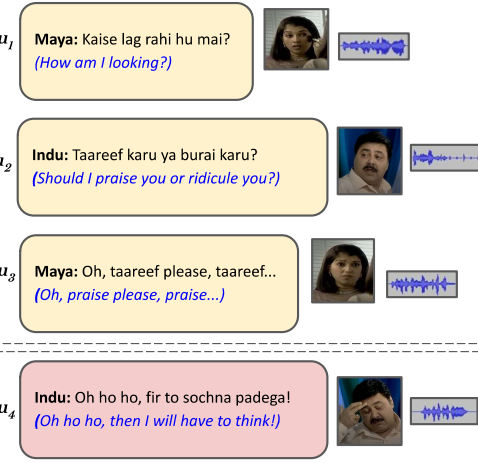 u1
Maya: Kaise lag rahi hu mai?
(How am I looking?)
u2
Indu: Taareef karu ya burai karu?
(Should I praise you or ridicule you?)
u3
Maya: Oh, taareef please, taareef...
(Oh, praise please, praise...)
u4
Indu: Oh ho ho, fir to sochna padega!
(Oh ho ho, then I will have to think!)